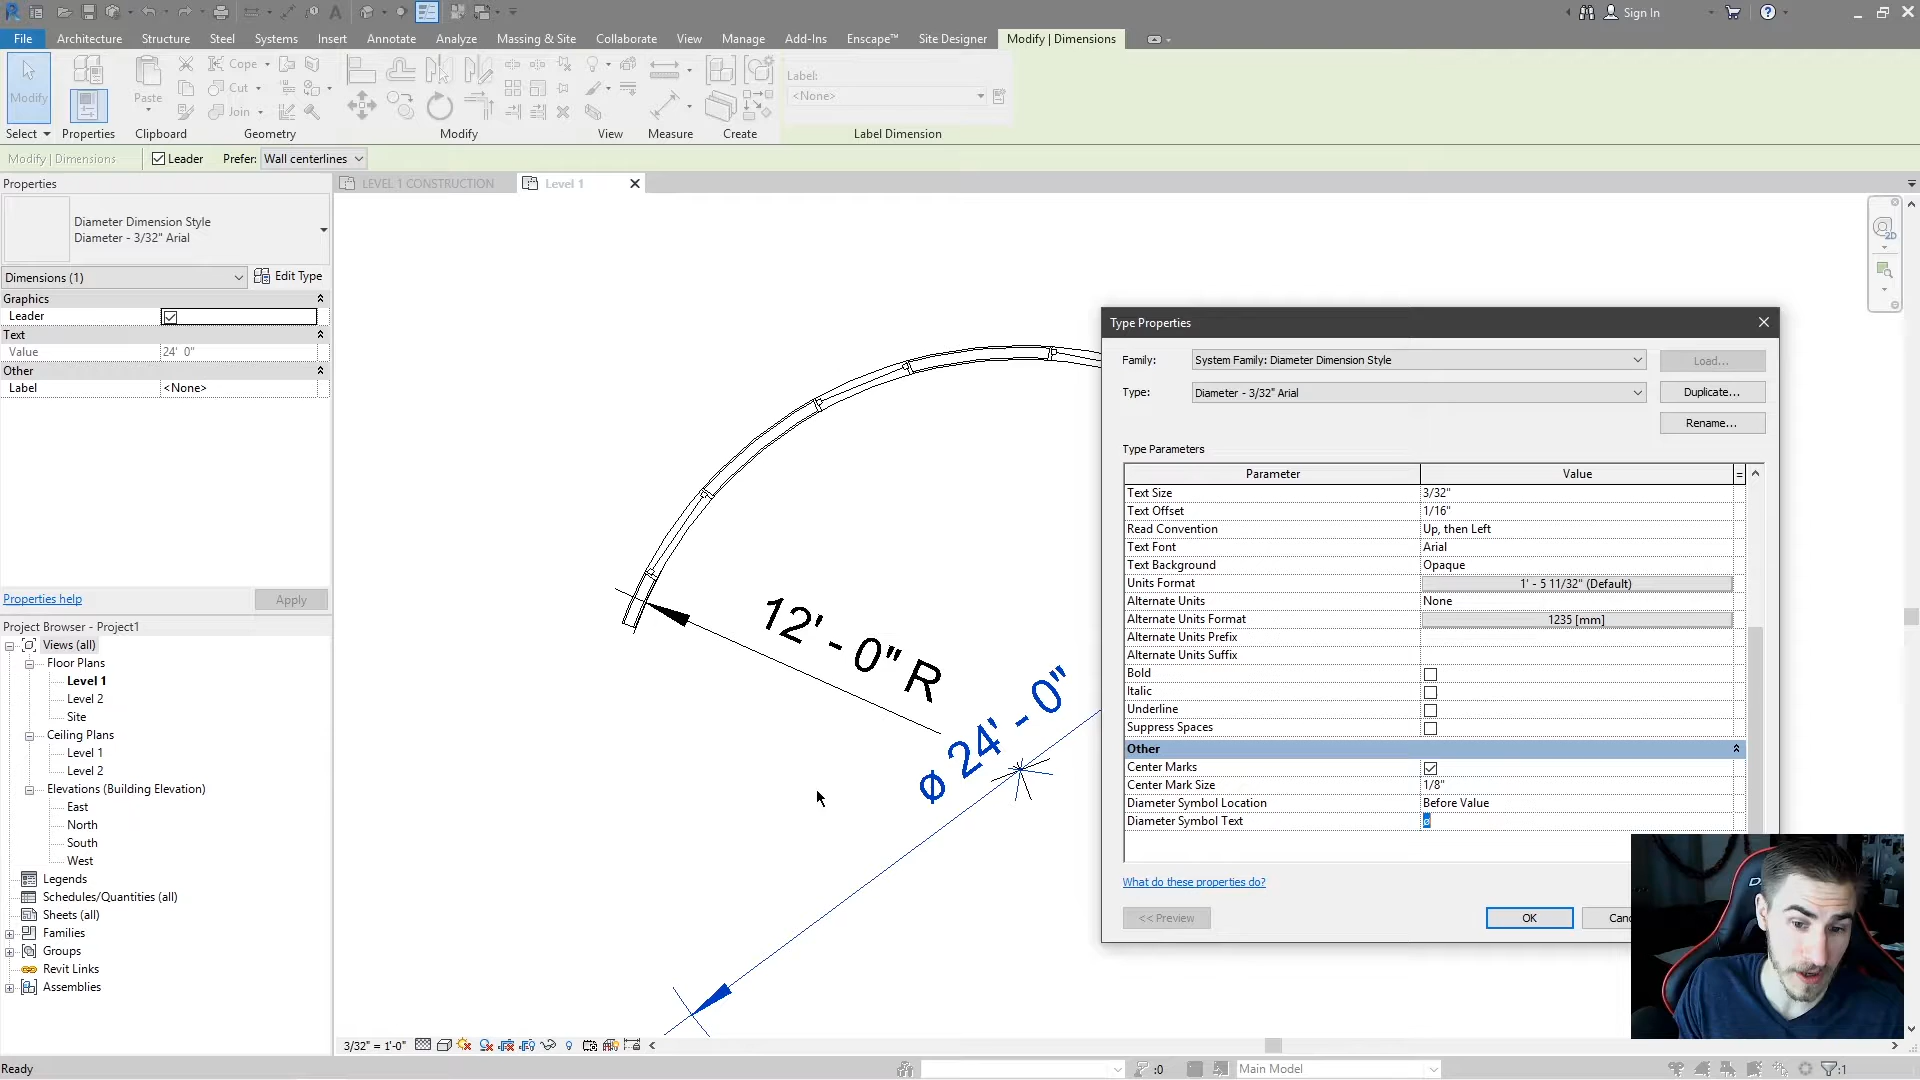 Sign In
File Architecture Structure Steel Systems Insert Annotate Analyze Massing & Site Collaborate View Manage Add-Ins Enscape™ Site Designer Modify | Dimensions
Modify
Paste
Cope
Cut
Join
Label:
<None>
Select Properties Clipboard Geometry Modify View Measure Create Label Dimension
Modify | Dimensions Leader Prefer: Wall centerlines
Properties
LEVEL 1 CONSTRUCTION Level 1
Diameter Dimension Style
Diameter - 3/32" Arial
Dimensions (1) Edit Type
Graphics
Leader
Text
Value 24' 0"
Other
Label <None>
Properties help Apply
Project Browser - Project1
Views (all)
Floor Plans
Level 1
Level 2
Site
Ceiling Plans
Level 1
Level 2
Elevations (Building Elevation)
East
North
South
West
Legends
Schedules/Quantities (all)
Sheets (all)
Families
Groups
Revit Links
Assemblies
12' - 0" R
ø 24' - 0"
2D
Type Properties
Family: System Family: Diameter Dimension Style Load...
Type: Diameter - 3/32" Arial Duplicate...
Rename...
Type Parameters
Parameter Value =
Text Size 3/32"
Text Offset 1/16"
Read Convention Up, then Left
Text Font Arial
Text Background Opaque
Units Format 1' - 5 11/32" (Default)
Alternate Units None
Alternate Units Format 1235 [mm]
Alternate Units Prefix
Alternate Units Suffix
Bold
Italic
Underline
Suppress Spaces
Other
Center Marks
Center Mark Size 1/8"
Diameter Symbol Location Before Value
Diameter Symbol Text ø
What do these properties do?
<< Preview OK Canc
3/32" = 1'-0"
Ready :0 Main Model :1